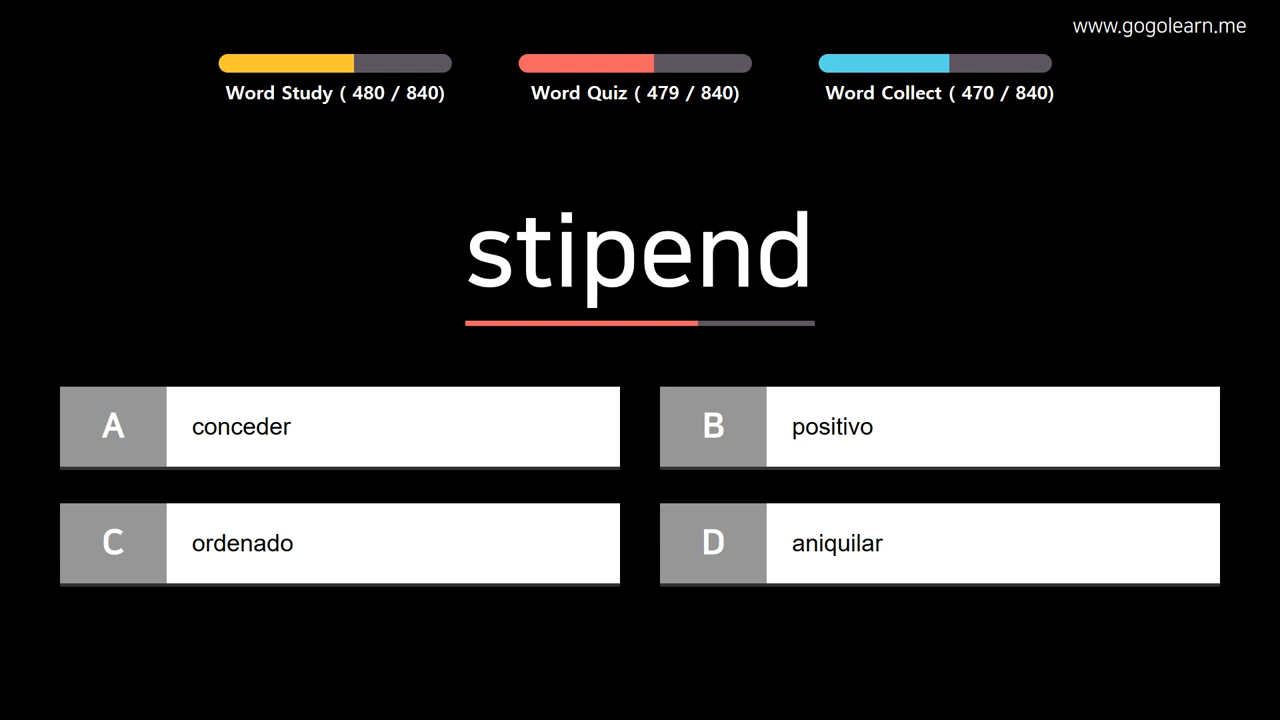 www.gogolearn.me
Word Study ( 480 / 840)
Word Quiz ( 479 / 840)
Word Collect ( 470 / 840)
stipend
A conceder
B positivo
C ordenado
D aniquilar